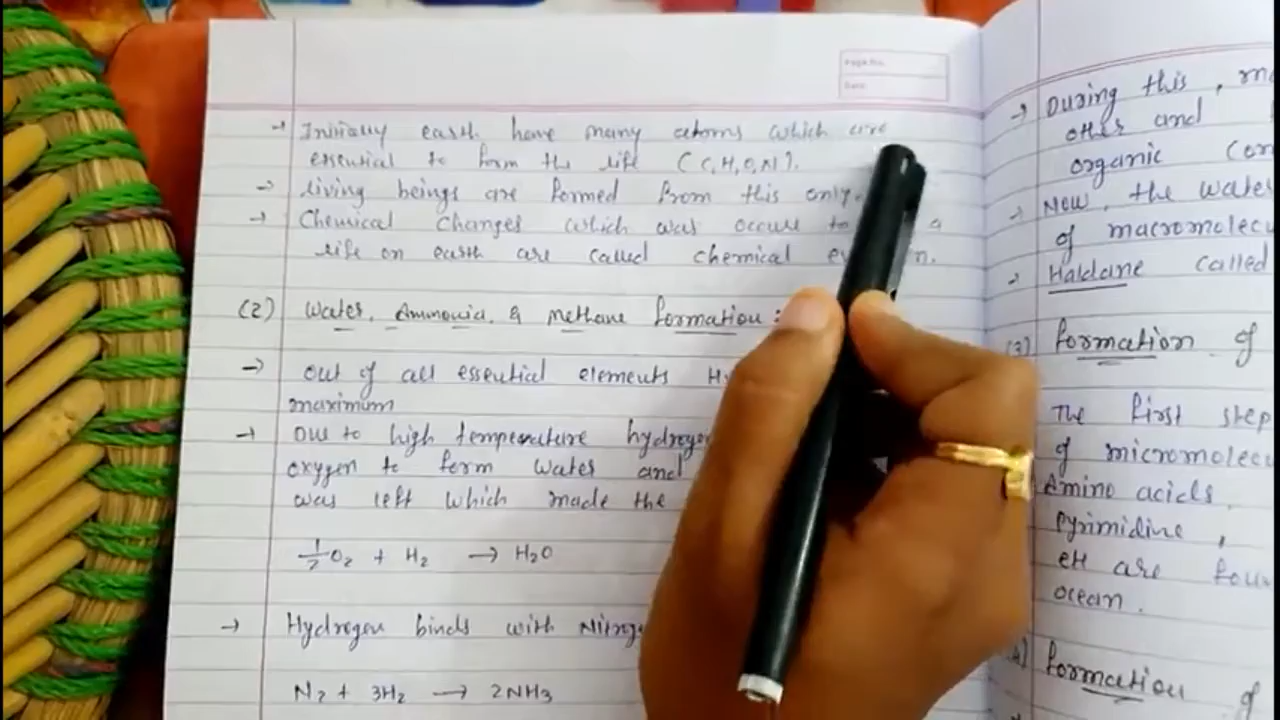 Page No.
Date
→ Initially earth have many atoms which are
essential to form the life (C,H,O,N).
→ living beings are formed from this only.
→ Chemical changes which was occure to a
life on earth are called chemical
(2) Water, Ammonia, & Methane formation :
→ out of all essential elements
maximum
→ Due to high temperature hydrogen
oxygen to form water and
was left which made the
1/2 O2 + H2 → H2O
→ Hydrogen binds with
N2 + 3H2 → 2NH3
→ During this,
other and
organic
→ Now, the water
of
→ Haldane called
(3) formation of
The first step
of
Amino acids
Pyrimidine,
etc are
ocean.
formation of